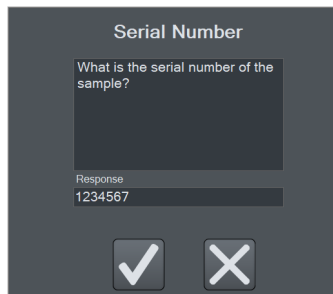 Serial Number
What is the serial number of the
sample?
Response
1234567